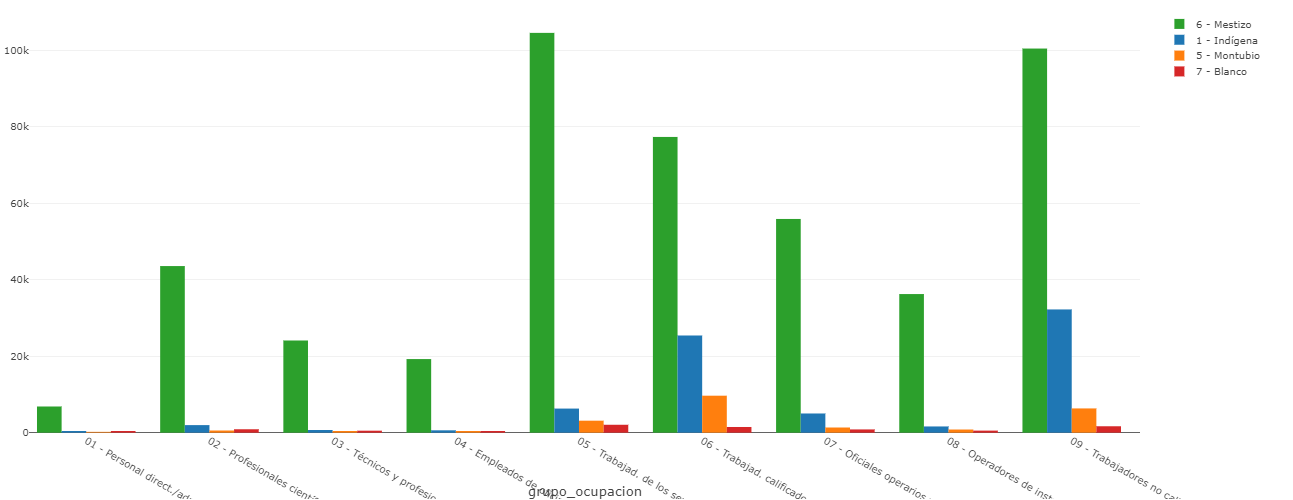 100k
80k
60k
40k
20k
0
01 - Personal direct./ad
02 - Profesionales cientí
03 - Técnicos y profesio
04 - Empleados de
05 - Trabajad. de los se
06 - Trabajad. calificad
07 - Oficiales operarios
08 - Operadores de inst
09 - Trabajadores no cal
grupo_ocupacion
6 - Mestizo
1 - Indígena
5 - Montubio
7 - Blanco